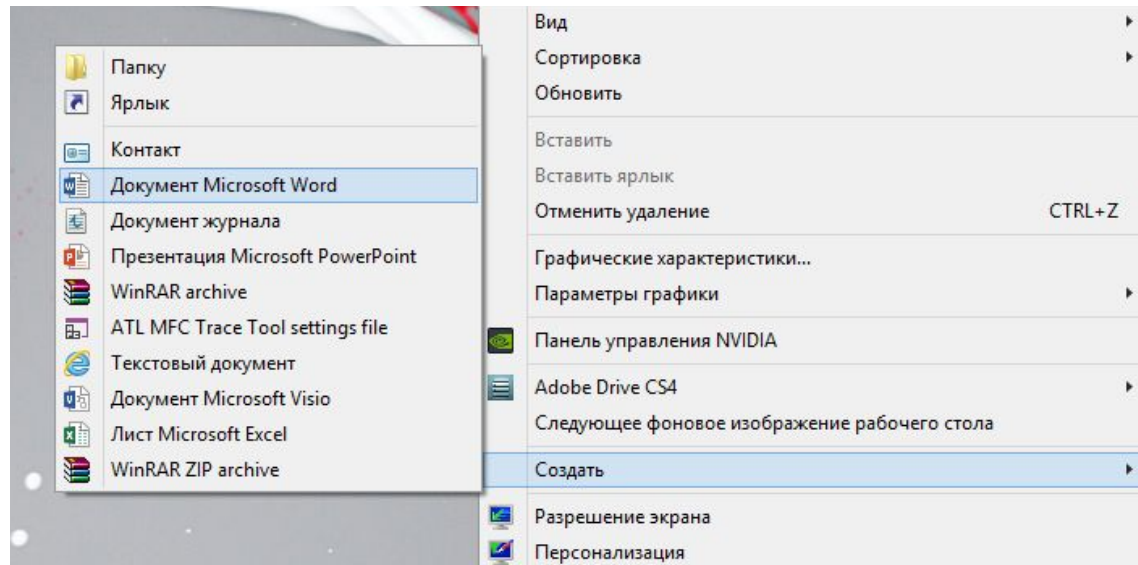 Папку
Ярлык
Контакт
Документ Microsoft Word
Документ журнала
Презентация Microsoft PowerPoint
WinRAR archive
ATL MFC Trace Tool settings file
Текстовый документ
Документ Microsoft Visio
Лист Microsoft Excel
WinRAR ZIP archive
Вид
Сортировка
Обновить
Вставить
Вставить ярлык
Отменить удаление CTRL+Z
Графические характеристики...
Параметры графики
Панель управления NVIDIA
Adobe Drive CS4
Следующее фоновое изображение рабочего стола
Создать
Разрешение экрана
Персонализация